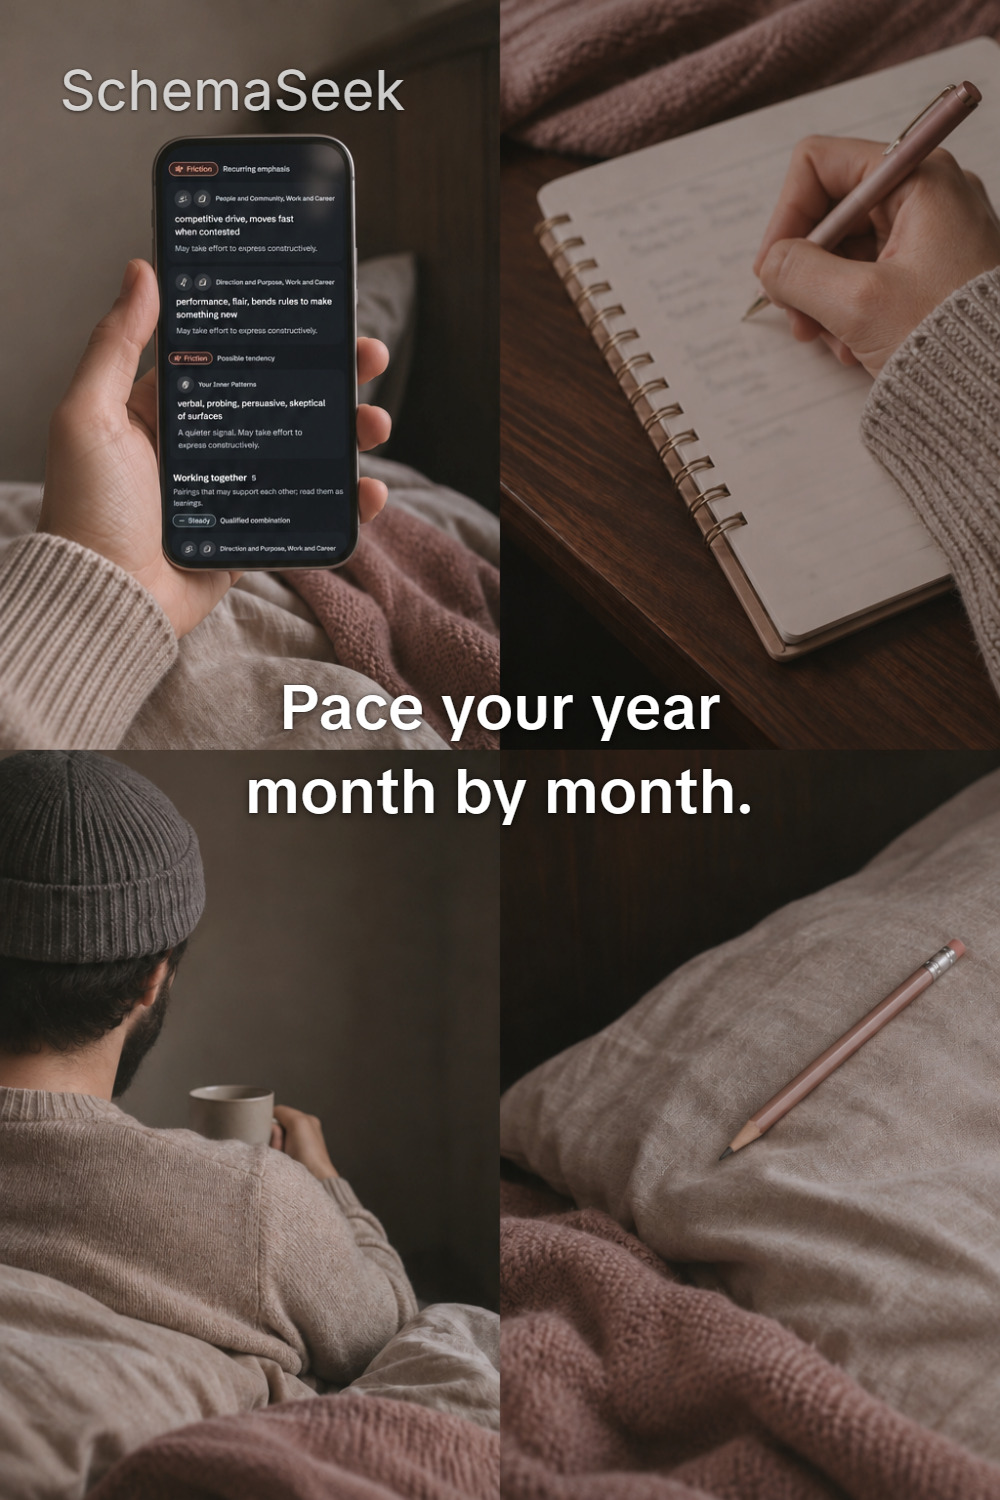 SchemaSeek
Friction Recurring emphasis
People and Community, Work and Career
competitive drive, moves fast
when contested
May take effort to express constructively.
Direction and Purpose, Work and Career
performance, flair, bends rules to make
something new
May take effort to express constructively.
Friction Possible tendency
Your Inner Patterns
verbal, probing, persuasive, skeptical
of surfaces
A quieter signal. May take effort to
express constructively.
Working together 5
Pairings that may support each other; read them as
leanings.
Steady Qualified combination
Direction and Purpose, Work and Career
Pace your year
month by month.